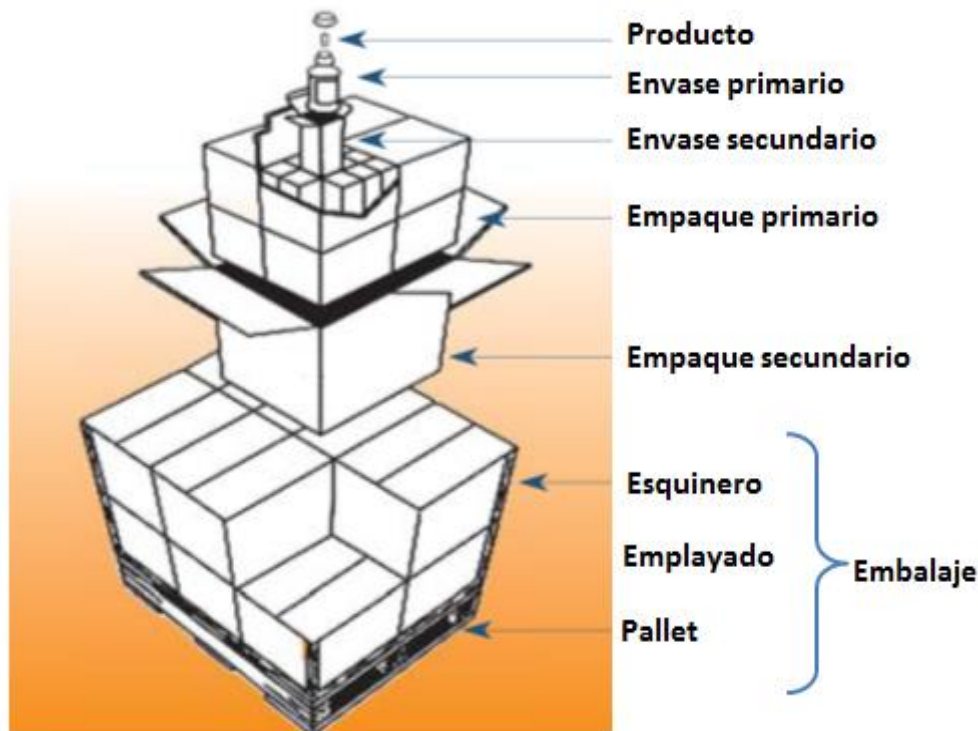 Producto
Envase primario
Envase secundario
Empaque primario
Empaque secundario
Esquinero
Emplayado
Embalaje
Pallet